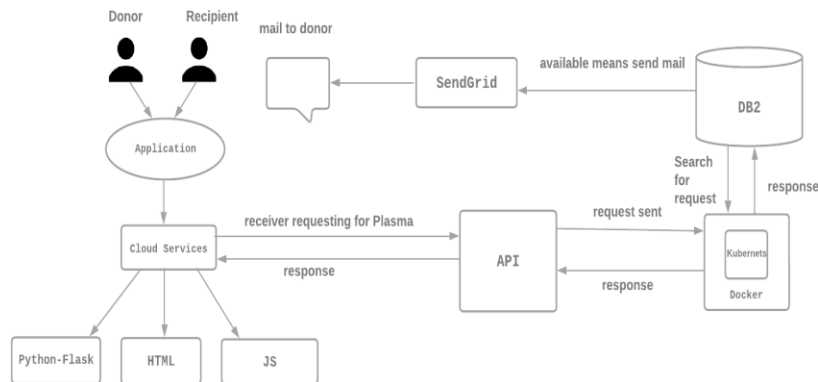 Donor
Recipient
mail to donor
SendGrid
available means send mail
DB2
Application
Search
for
request
response
Cloud Services
receiver requesting for Plasma
response
API
request sent
response
Kubernets
Docker
Python-Flask
HTML
JS